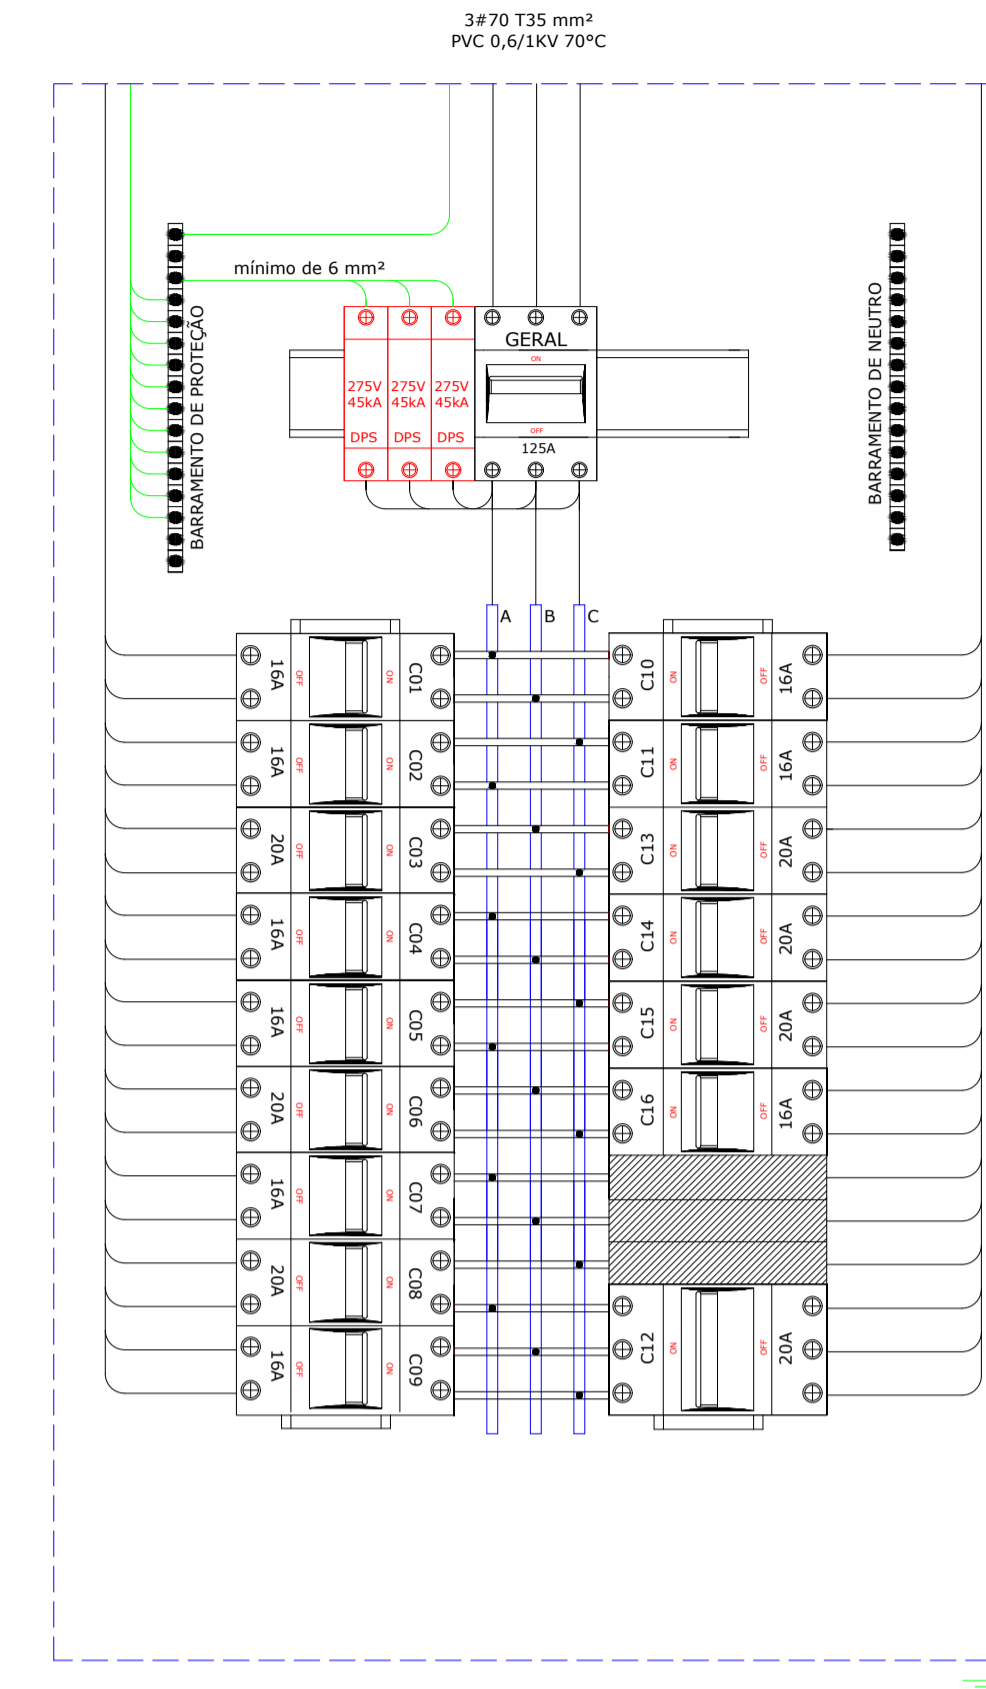 3#70 T35 mm²
PVC 0,6/1KV 70°C
mínimo de 6 mm²
BARRAMENTO DE PROTEÇÃO
BARRAMENTO DE NEUTRO
GERAL
ON
OFF
125A
275V 275V 275V
45kA 45kA 45kA
DPS DPS DPS
A B C
16A OFF ON C01
C10 ON OFF 16A
16A OFF ON C02
C11 ON OFF 16A
20A OFF ON C03
C13 ON OFF 20A
16A OFF ON C04
C14 ON OFF 20A
16A OFF ON C05
C15 ON OFF 20A
20A OFF ON C06
C16 ON OFF 16A
16A OFF ON C07
20A OFF ON C08
16A OFF ON C09
C12 ON OFF 20A